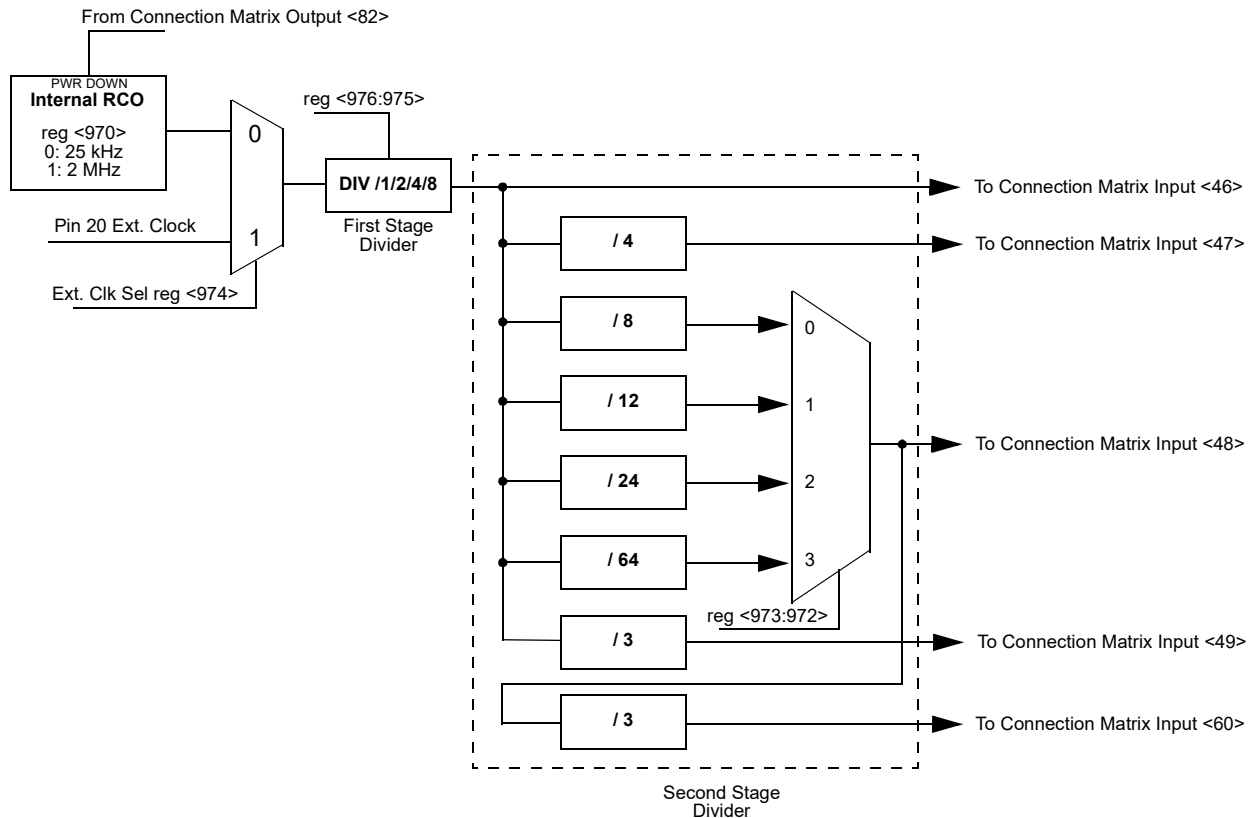 From Connection Matrix Output <82>
PWR DOWN
Internal RCO
reg <970>
0: 25 kHz
1: 2 MHz
0
Pin 20 Ext. Clock
1
Ext. Clk Sel reg <974>
reg <976:975>
DIV /1/2/4/8
First Stage
Divider
To Connection Matrix Input <46>
/ 4
To Connection Matrix Input <47>
/ 8
0
/ 12
1
To Connection Matrix Input <48>
/ 24
2
/ 64
3
reg <973:972>
/ 3
To Connection Matrix Input <49>
/ 3
To Connection Matrix Input <60>
Second Stage
Divider